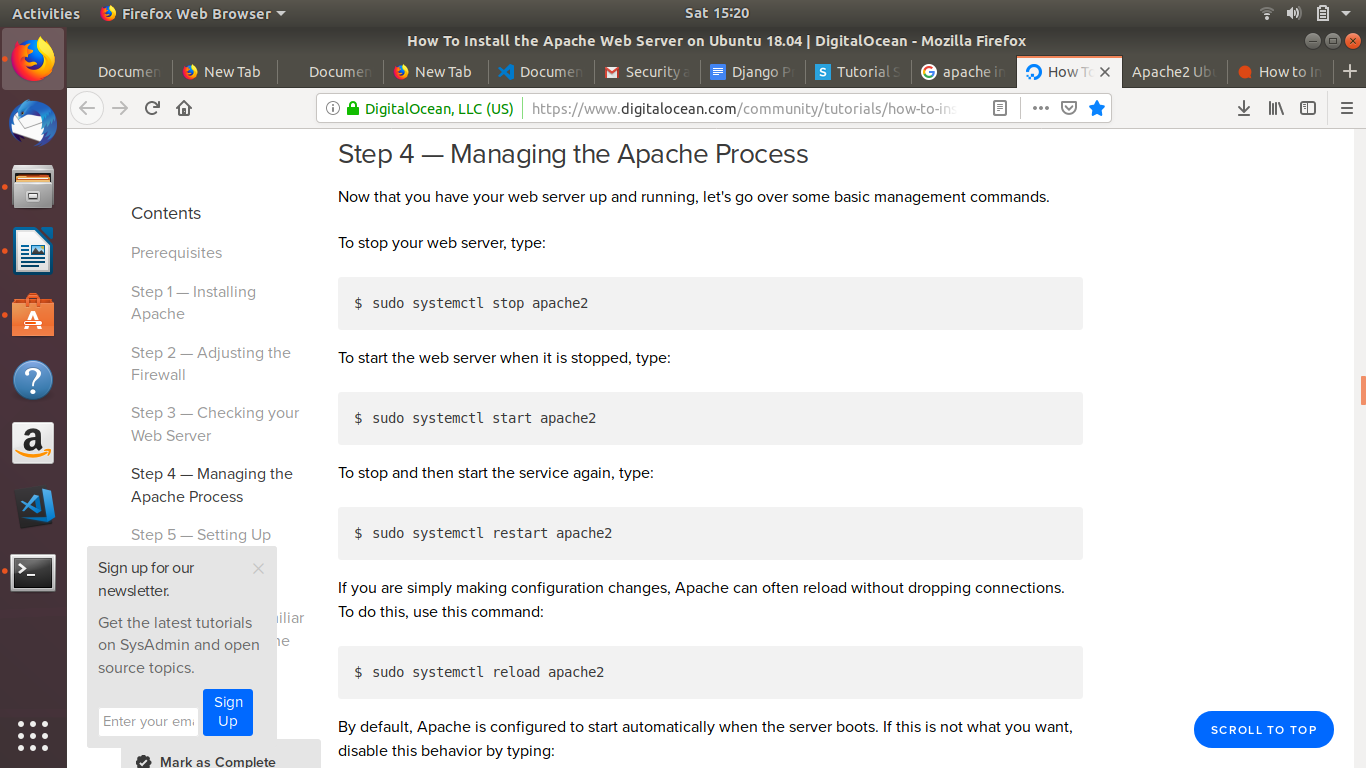 Activities Firefox Web Browser Sat 15:20
How To Install the Apache Web Server on Ubuntu 18.04 | DigitalOcean - Mozilla Firefox
Documen New Tab Documen New Tab Documen Security a Django P Tutorial S apache in How To Apache2 Ub How to In
DigitalOcean, LLC (US) https://www.digitalocean.com/community/tutorials/how-to-ins
Step 4 — Managing the Apache Process
Now that you have your web server up and running, let's go over some basic management commands.
To stop your web server, type:
$ sudo systemctl stop apache2
To start the web server when it is stopped, type:
$ sudo systemctl start apache2
To stop and then start the service again, type:
$ sudo systemctl restart apache2
If you are simply making configuration changes, Apache can often reload without dropping connections.
To do this, use this command:
$ sudo systemctl reload apache2
By default, Apache is configured to start automatically when the server boots. If this is not what you want,
disable this behavior by typing:
Contents
Prerequisites
Step 1 — Installing
Apache
Step 2 — Adjusting the
Firewall
Step 3 — Checking your
Web Server
Step 4 — Managing the
Apache Process
Step 5 — Setting Up
iliar
he
Sign up for our
newsletter.
Get the latest tutorials
on SysAdmin and open
source topics.
Enter your ema
Sign
Up
Mark as Complete
SCROLL TO TOP